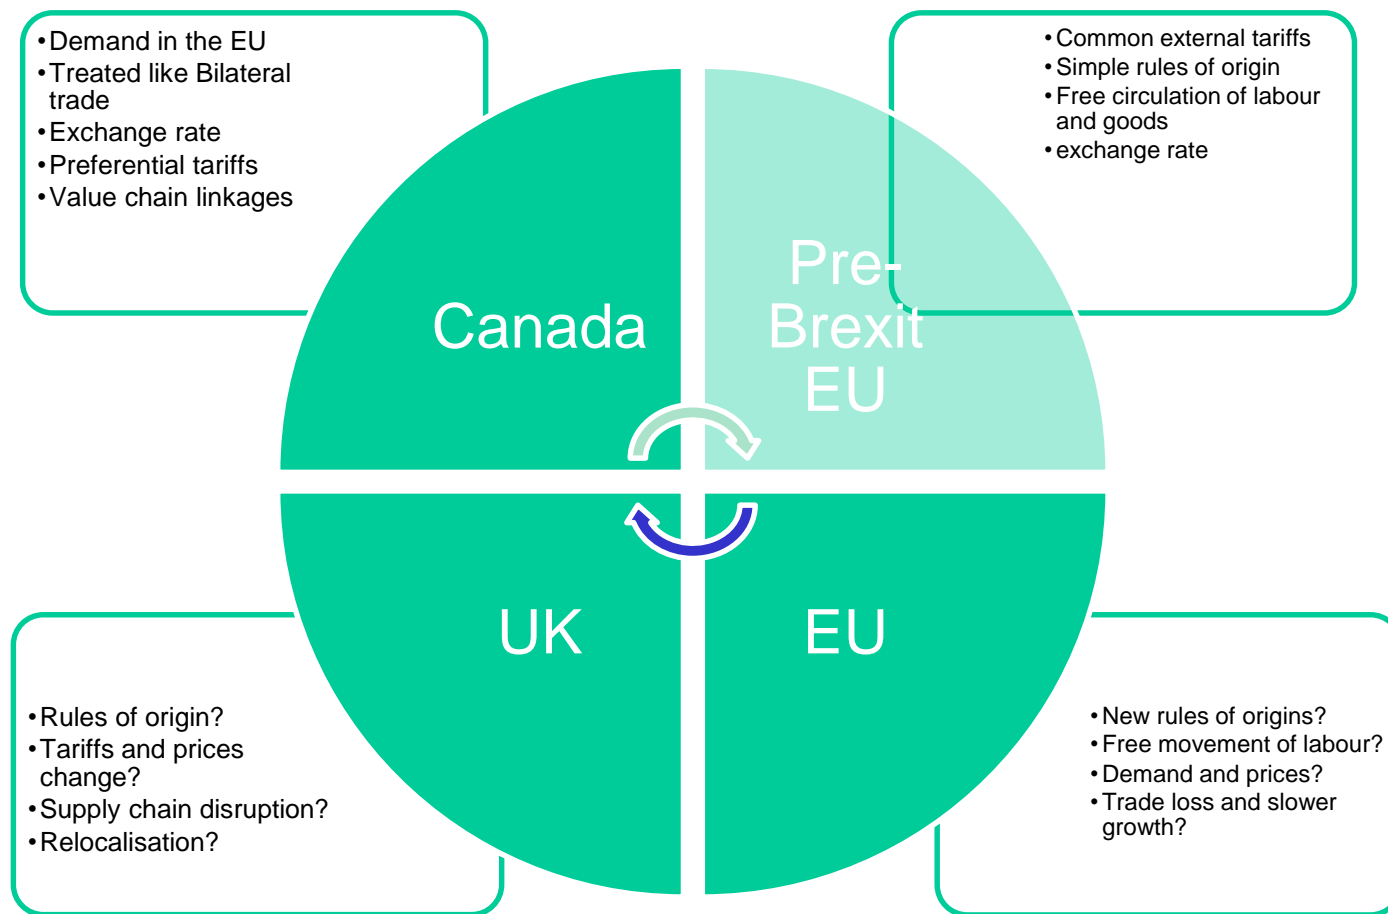 •Demand in the EU
•Treated like Bilateral
trade
•Exchange rate
•Preferential tariffs
•Value chain linkages
•Common external tariffs
•Simple rules of origin
•Free circulation of labour
and goods
•exchange rate
Canada
Pre-
Brexit
EU
UK
EU
•Rules of origin?
•Tariffs and prices
change?
•Supply chain disruption?
•Relocalisation?
•New rules of origins?
•Free movement of labour?
•Demand and prices?
•Trade loss and slower
growth?